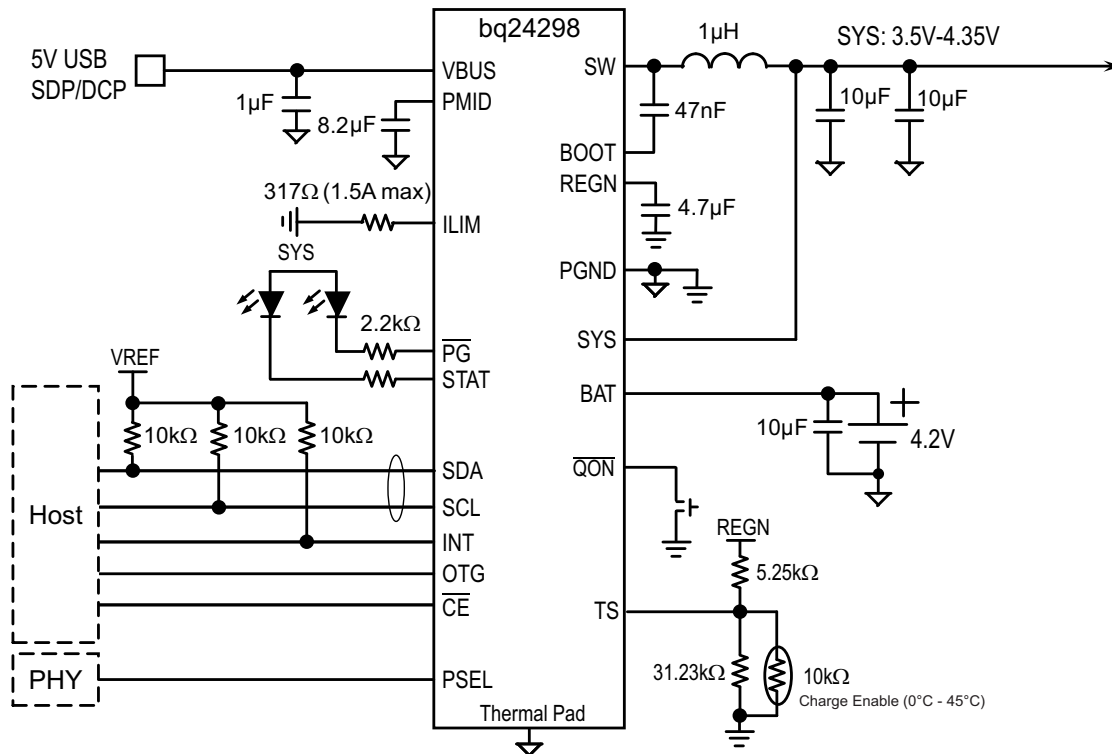 bq24298
5V USB
SDP/DCP
VBUS
1µF
PMID
8.2µF
317Ω (1.5A max)
ILIM
SYS
2.2kΩ
PG
STAT
VREF
10kΩ
10kΩ
10kΩ
SDA
SCL
INT
OTG
CE
Host
PHY
PSEL
Thermal Pad
SW
1µH
SYS: 3.5V-4.35V
47nF
10µF
10µF
BOOT
REGN
4.7µF
PGND
SYS
BAT
10µF
4.2V
QON
REGN
5.25kΩ
TS
31.23kΩ
10kΩ
Charge Enable (0°C - 45°C)